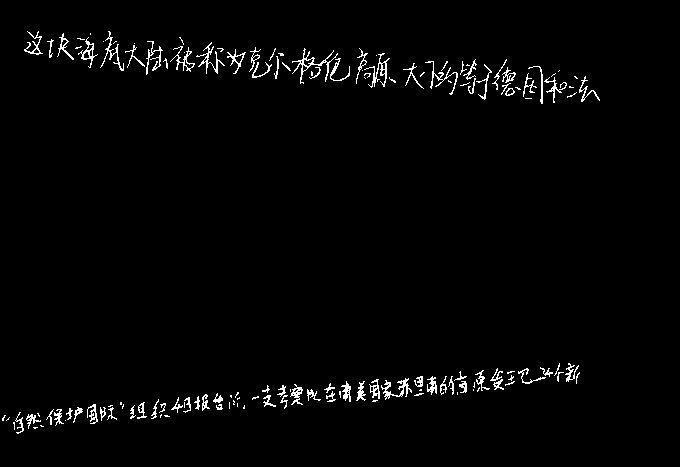 这块海底大陆被称为克尔格伦高原大小约等于德国和法
“自然保护国际”组织4日报告说,一支考察队在南美国家苏里南的高原发现24个新